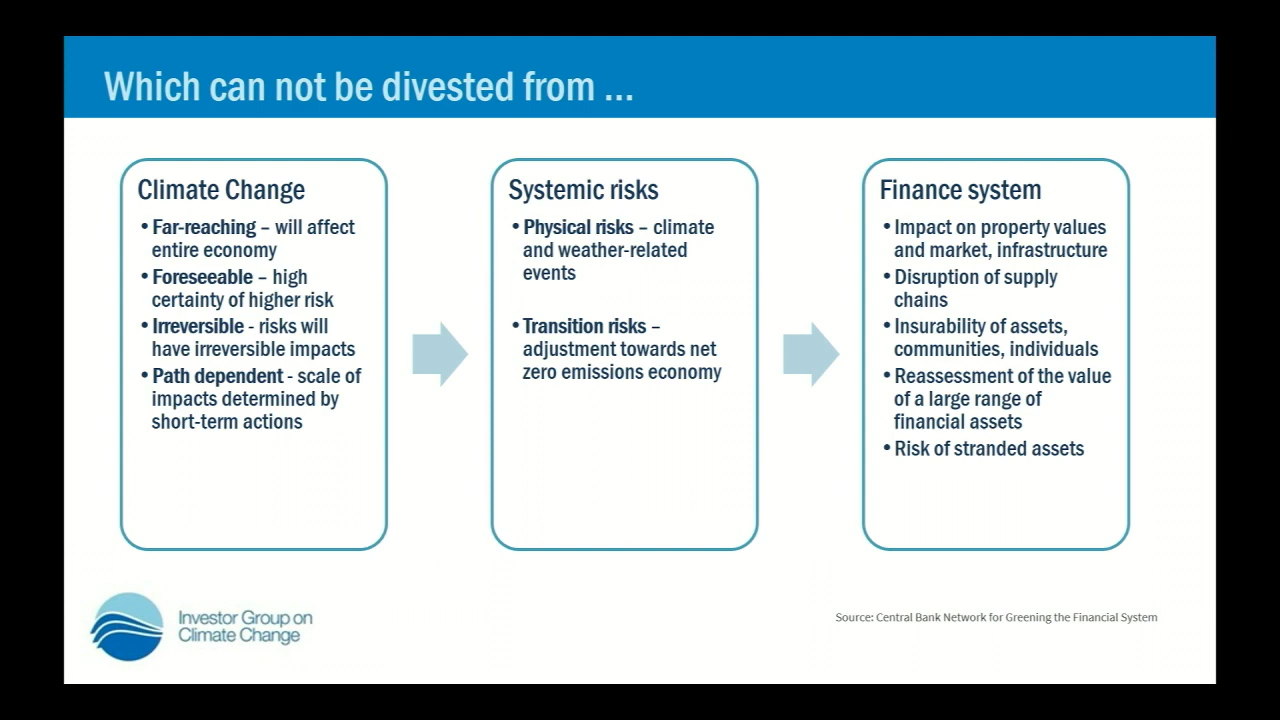 Which can not be divested from ...
Climate Change
• Far-reaching – will affect
entire economy
• Foreseeable – high
certainty of higher risk
• Irreversible - risks will
have irreversible impacts
• Path dependent - scale of
impacts determined by
short-term actions
Systemic risks
• Physical risks – climate
and weather-related
events
• Transition risks –
adjustment towards net
zero emissions economy
Finance system
• Impact on property values
and market, infrastructure
• Disruption of supply
chains
• Insurability of assets,
communities, individuals
• Reassessment of the value
of a large range of
financial assets
• Risk of stranded assets
Investor Group on
Climate Change
Source: Central Bank Network for Greening the Financial System